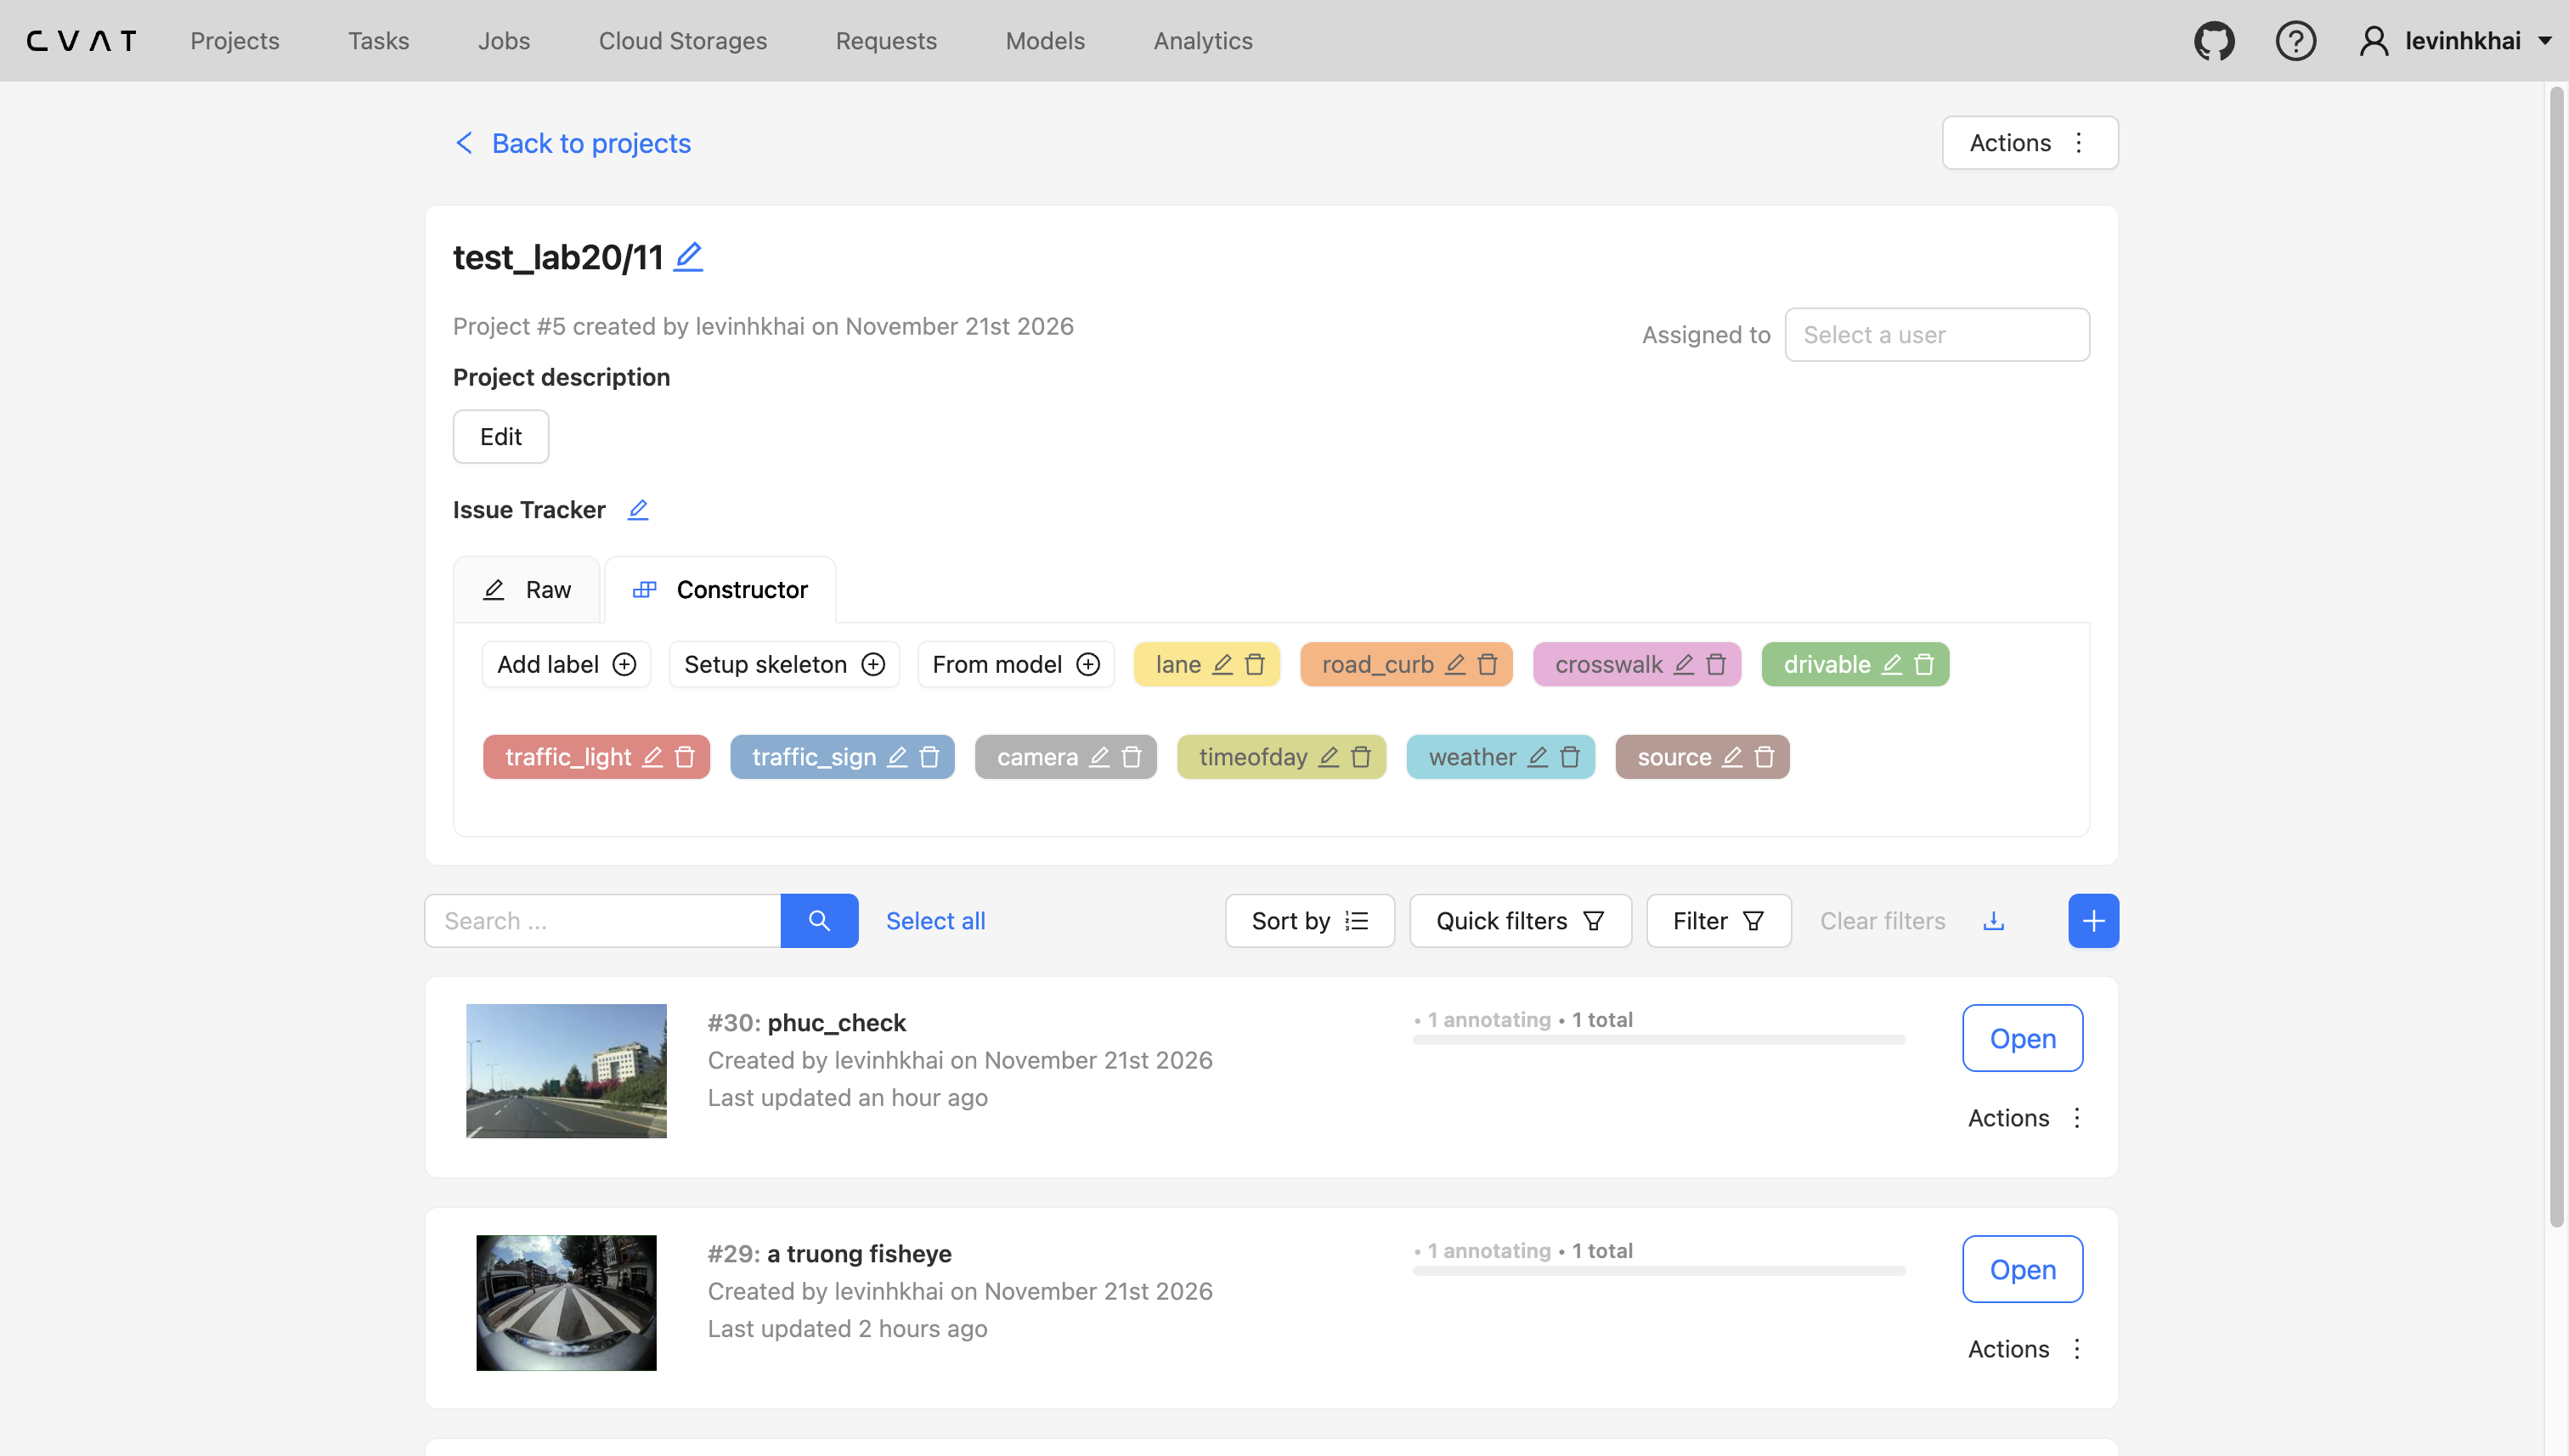 CVAT Projects Tasks Jobs Cloud Storages Requests Models Analytics levinhkhai
Back to projects Actions
test_lab20/11
Project #5 created by levinhkhai on November 21st 2026
Assigned to Select a user
Project description
Edit
Issue Tracker
Raw Constructor
Add label Setup skeleton From model lane road_curb crosswalk drivable
traffic_light traffic_sign camera timeofday weather source
Search ... Select all Sort by Quick filters Filter Clear filters
#30: phuc_check • 1 annotating • 1 total Open
Created by levinhkhai on November 21st 2026
Last updated an hour ago Actions
#29: a truong fisheye • 1 annotating • 1 total Open
Created by levinhkhai on November 21st 2026
Last updated 2 hours ago Actions